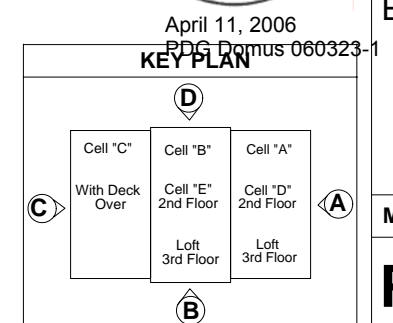 April 11, 2006
PDG Domus 060323-1
KEY PLAN
D
Cell "C"
Cell "B"
Cell "A"
With Deck
Over
Cell "E"
2nd Floor
Cell "D"
2nd Floor
C
A
Loft
3rd Floor
Loft
3rd Floor
B